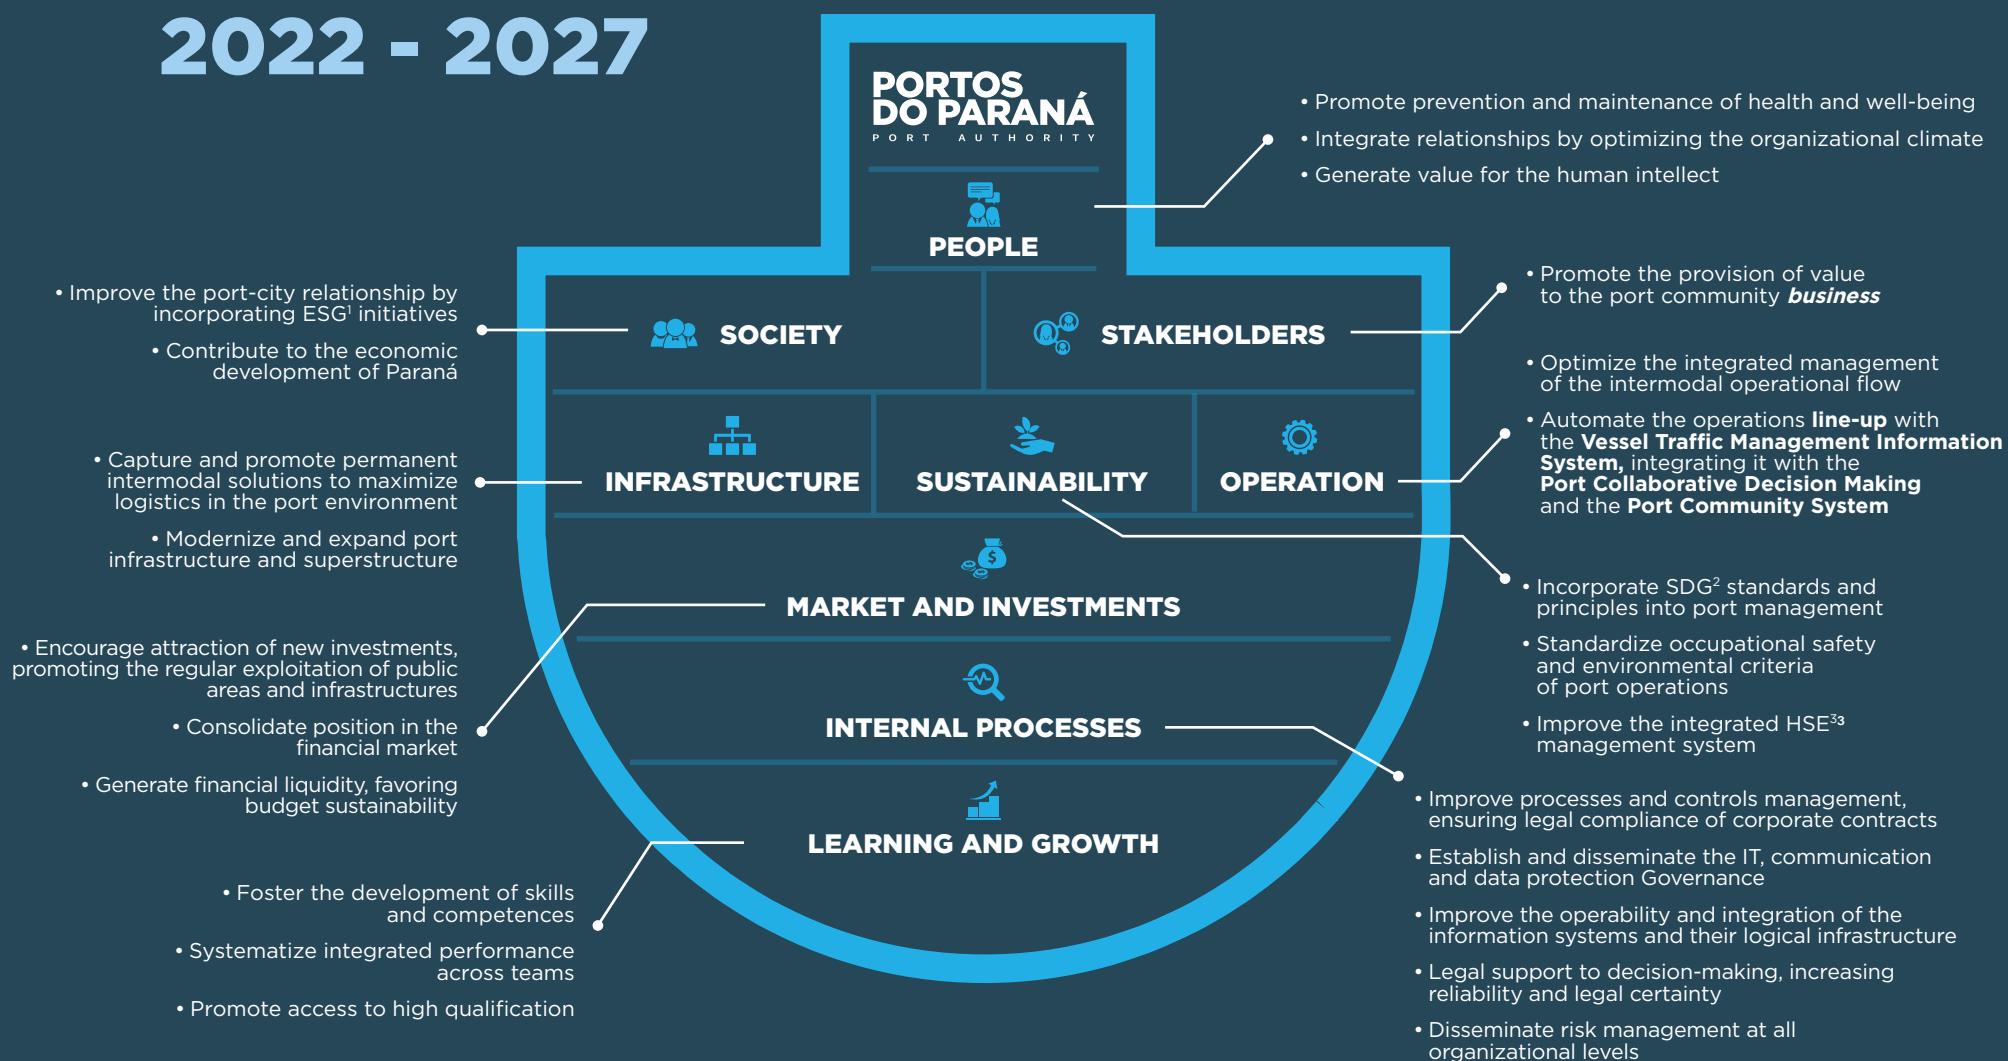 2022 - 2027
PORTOS
DO PARANÁ
PORT AUTHORITY
PEOPLE
• Promote prevention and maintenance of health and well-being
• Integrate relationships by optimizing the organizational climate
• Generate value for the human intellect
SOCIETY
• Improve the port-city relationship by
incorporating ESG¹ initiatives
• Contribute to the economic
development of Paraná
STAKEHOLDERS
• Promote the provision of value
to the port community business
INFRASTRUCTURE
• Capture and promote permanent
intermodal solutions to maximize
logistics in the port environment
• Modernize and expand port
infrastructure and superstructure
SUSTAINABILITY
• Incorporate SDG² standards and
principles into port management
• Standardize occupational safety
and environmental criteria
of port operations
• Improve the integrated HSE³³
management system
OPERATION
• Optimize the integrated management
of the intermodal operational flow
• Automate the operations line-up with
the Vessel Traffic Management Information
System, integrating it with the
Port Collaborative Decision Making
and the Port Community System
MARKET AND INVESTMENTS
• Encourage attraction of new investments,
promoting the regular exploitation of public
areas and infrastructures
• Consolidate position in the
financial market
• Generate financial liquidity, favoring
budget sustainability
INTERNAL PROCESSES
• Improve processes and controls management,
ensuring legal compliance of corporate contracts
• Establish and disseminate the IT, communication
and data protection Governance
• Improve the operability and integration of the
information systems and their logical infrastructure
• Legal support to decision-making, increasing
reliability and legal certainty
• Disseminate risk management at all
organizational levels
LEARNING AND GROWTH
• Foster the development of skills
and competences
• Systematize integrated performance
across teams
• Promote access to high qualification